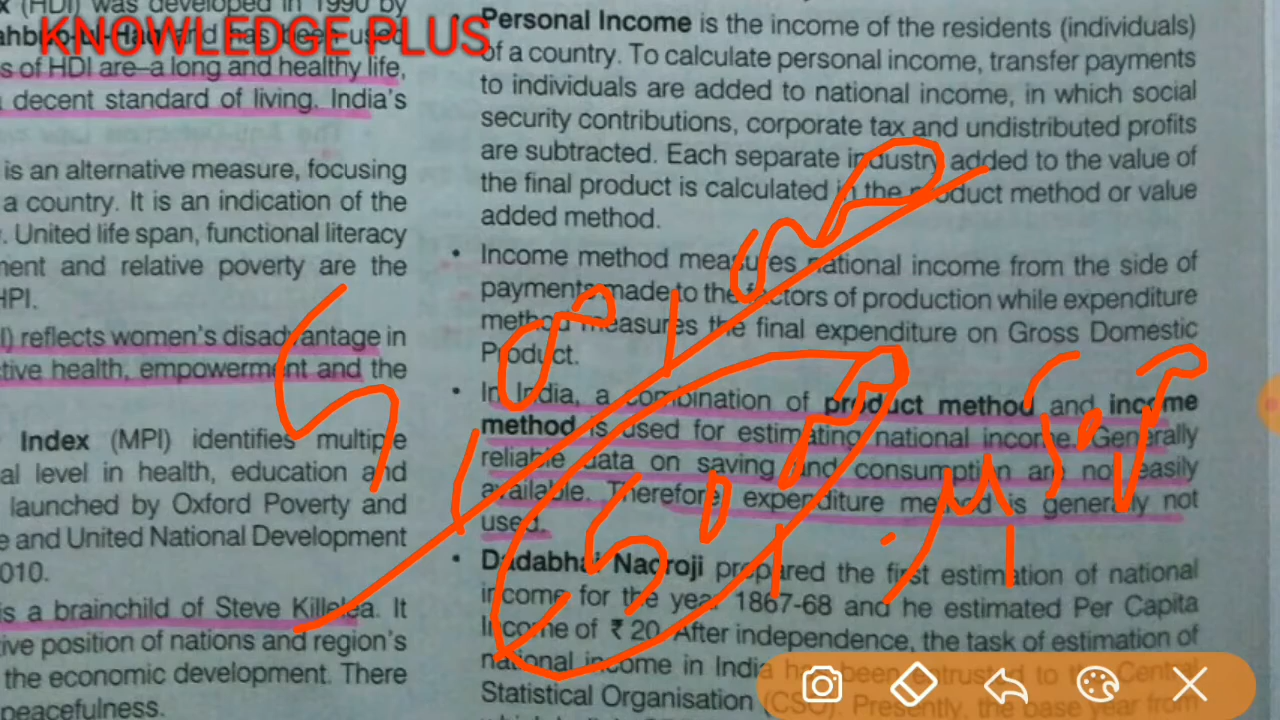 x (HDI) was developed in 1990 by
KNOWLEDGE PLUS
and has been used
s of HDI are–a long and healthy life,
decent standard of living. India's
is an alternative measure, focusing
a country. It is an indication of the
. United life span, functional literacy
ment and relative poverty are the
HPI.
I) reflects women's disadvantage in
tive health, empowerment and the
Index (MPI) identifies multiple
al level in health, education and
launched by Oxford Poverty and
e and United National Development
010.
is a brainchild of Steve Killelea. It
ive position of nations and region's
the economic development. There
peacefulness.
• Personal Income is the income of the residents (individuals)
of a country. To calculate personal income, transfer payments
to individuals are added to national income, in which social
security contributions, corporate tax and undistributed profits
are subtracted. Each separate industry added to the value of
the final product is calculated in the product method or value
added method.
• Income method measures national income from the side of
payments made to the factors of production while expenditure
method measures the final expenditure on Gross Domestic
Product.
• In India, a combination of product method and income
method is used for estimating national income. Generally
reliable data on saving and consumption are not easily
available. Therefore, expenditure method is generally not
used.
• Dadabhai Naoroji prepared the first estimation of national
income for the year 1867-68 and he estimated Per Capita
Income of ₹ 20. After independence, the task of estimation of
national income in India has been entrusted to the Central
Statistical Organisation (CSO). Presently, the base year from